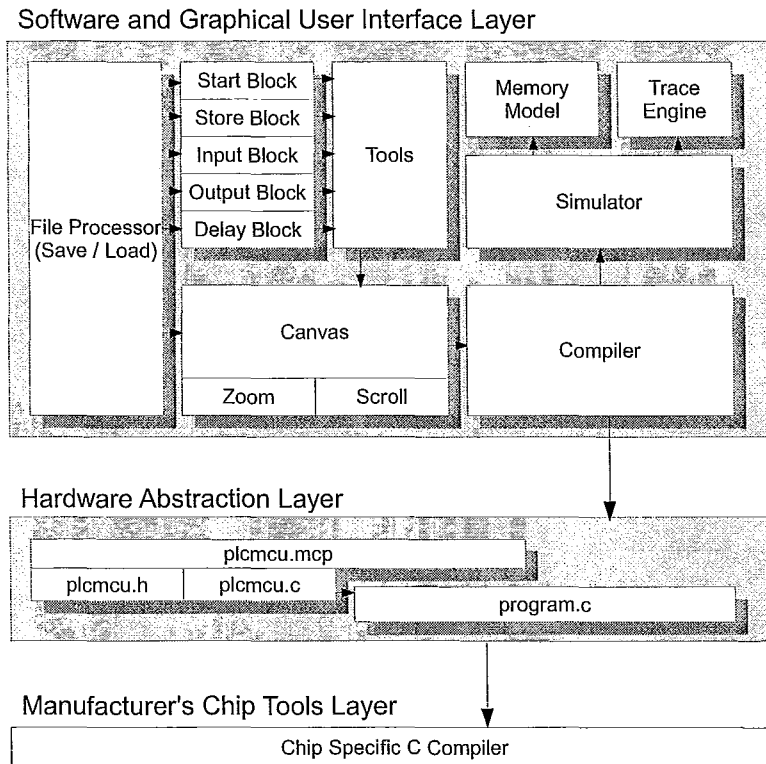 Software and Graphical User Interface Layer
File Processor
(Save / Load)
Start Block
Store Block
Input Block
Output Block
Delay Block
Tools
Memory
Model
Trace
Engine
Simulator
Canvas
Zoom
Scroll
Compiler
Hardware Abstraction Layer
plcmcu.mcp
plcmcu.h
plcmcu.c
program.c
Manufacturer's Chip Tools Layer
Chip Specific C Compiler